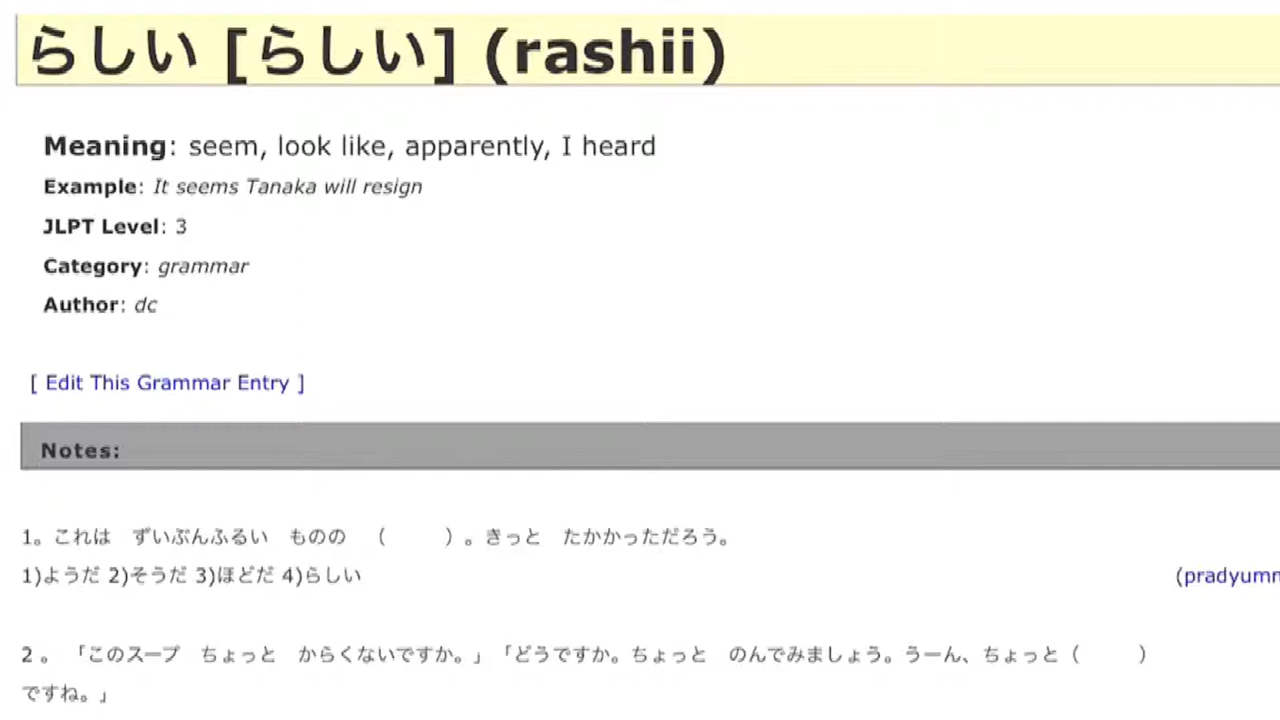 らしい [らしい] (rashii)
Meaning: seem, look like, apparently, I heard
Example: It seems Tanaka will resign
JLPT Level: 3
Category: grammar
Author: dc
[ Edit This Grammar Entry ]
Notes:
1。これは　ずいぶんふるい　ものの　（　　　）。きっと　たかかっただろう。
1)ようだ 2)そうだ 3)ほどだ 4)らしい
(pradyumn
2 。 「このスープ　ちょっと　からくないですか。」「どうですか。ちょっと　のんでみましょう。うーん、ちょっと（　　　）
ですね。」